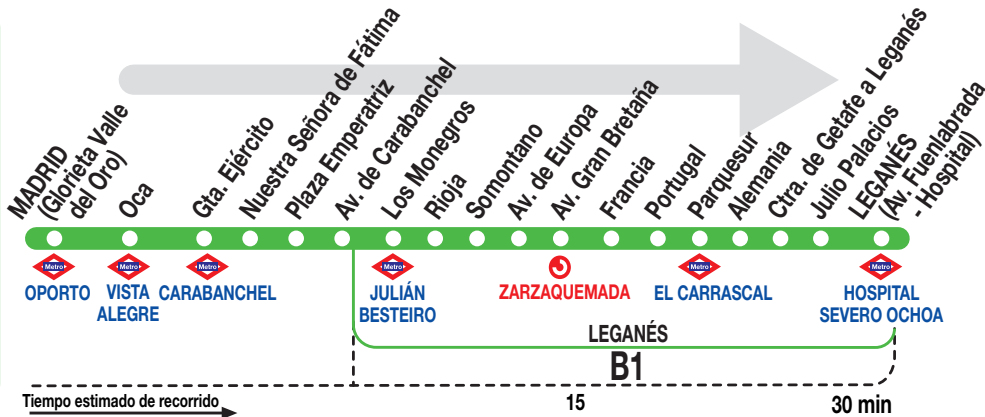 MADRID
(Glorieta Valle
del Oro)
Oca
Gta. Ejército
Nuestra Señora de Fátima
Plaza Emperatriz
Av. de Carabanchel
Los Monegros
Rioja
Somontano
Av. de Europa
Av. Gran Bretaña
Francia
Portugal
Parquesur
Alemania
Ctra. de Getafe a Leganés
Julio Palacios
LEGANÉS
(Av. Fuenlabrada
- Hospital)
Metro
OPORTO
Metro
VISTA
ALEGRE
Metro
CARABANCHEL
Metro
JULIÁN
BESTEIRO
ZARZAQUEMADA
Metro
EL CARRASCAL
Metro
HOSPITAL
SEVERO OCHOA
LEGANÉS
B1
Tiempo estimado de recorrido
15
30 min